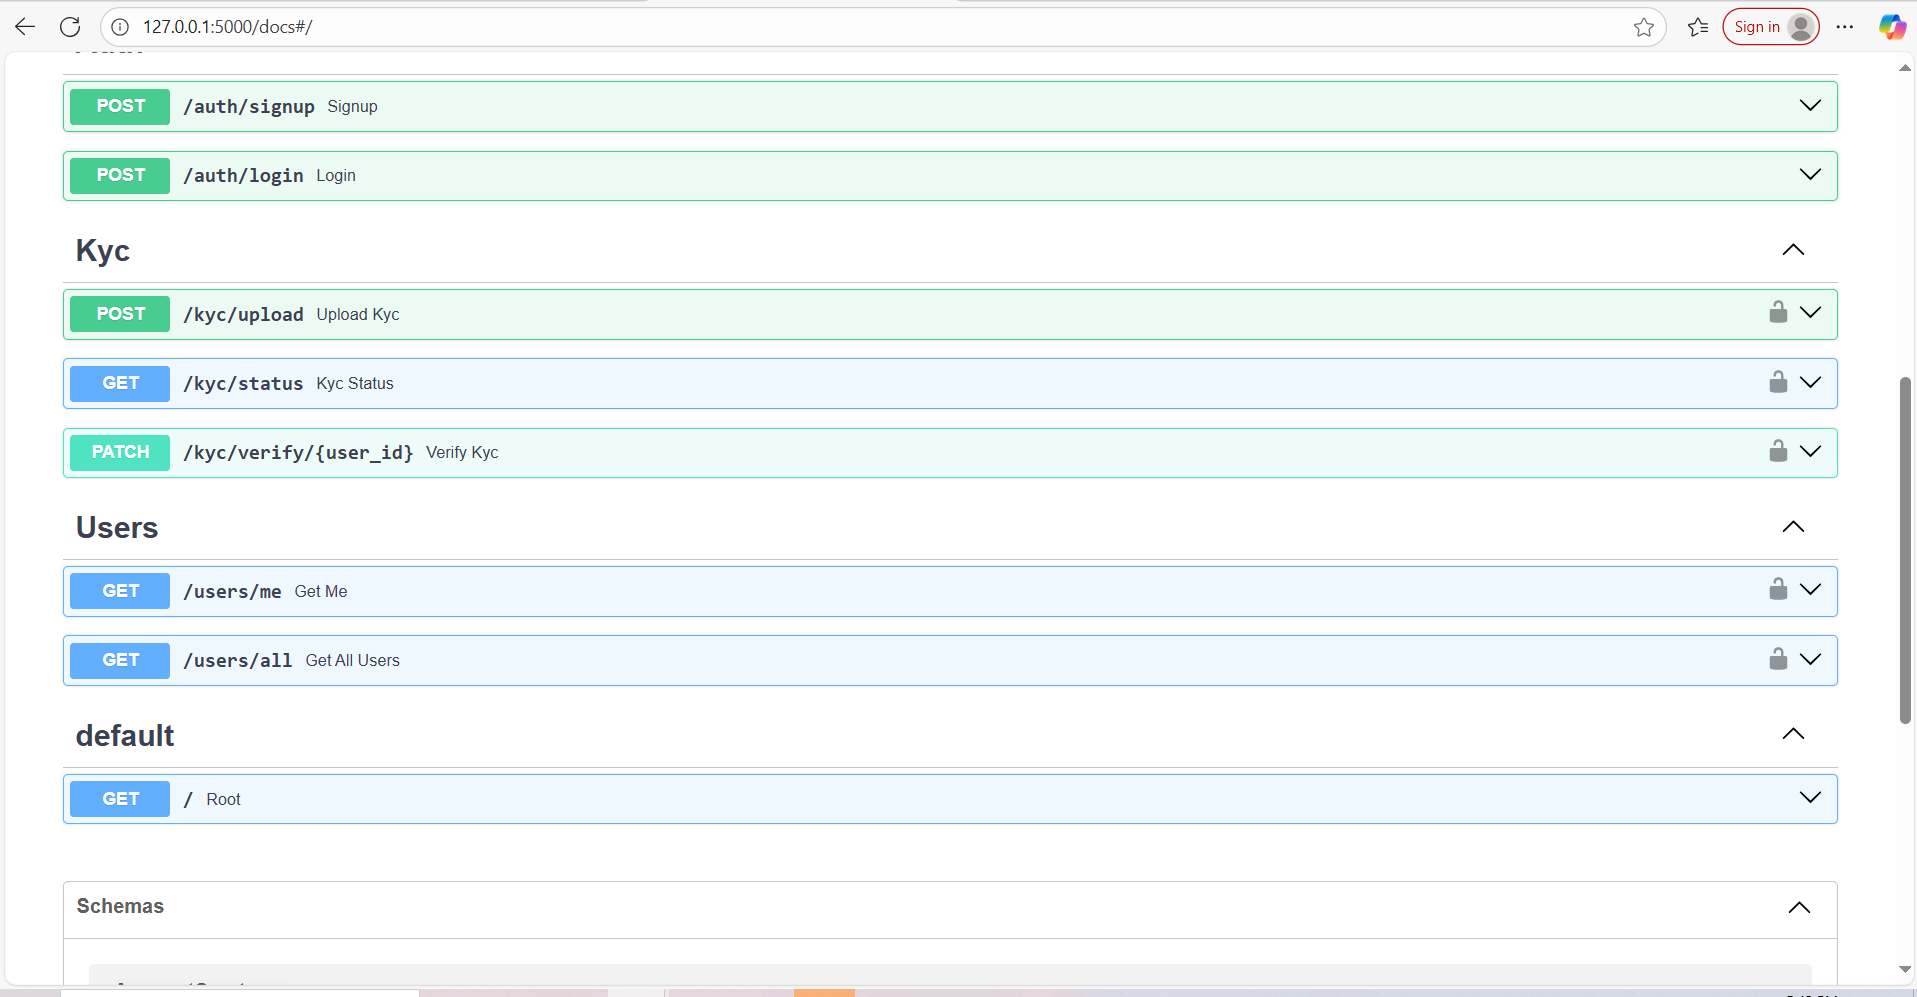 127.0.0.1:5000/docs#/
Sign in
POST /auth/signup Signup
POST /auth/login Login
Kyc
POST /kyc/upload Upload Kyc
GET /kyc/status Kyc Status
PATCH /kyc/verify/{user_id} Verify Kyc
Users
GET /users/me Get Me
GET /users/all Get All Users
default
GET / Root
Schemas